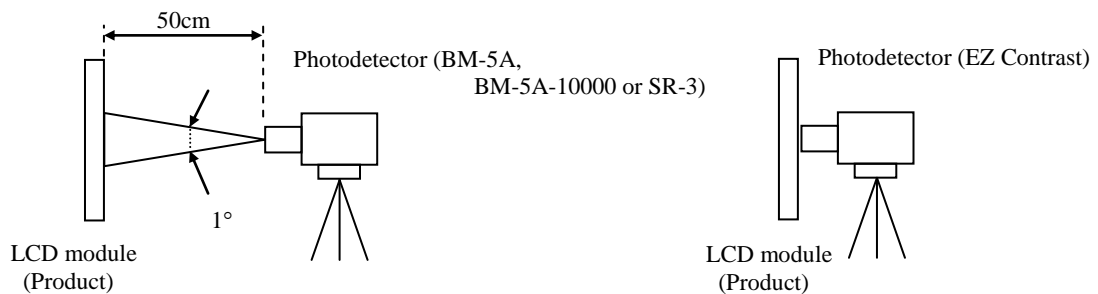 50cm
Photodetector (BM-5A,
BM-5A-10000 or SR-3)
1°
LCD module
(Product)
Photodetector (EZ Contrast)
LCD module
(Product)